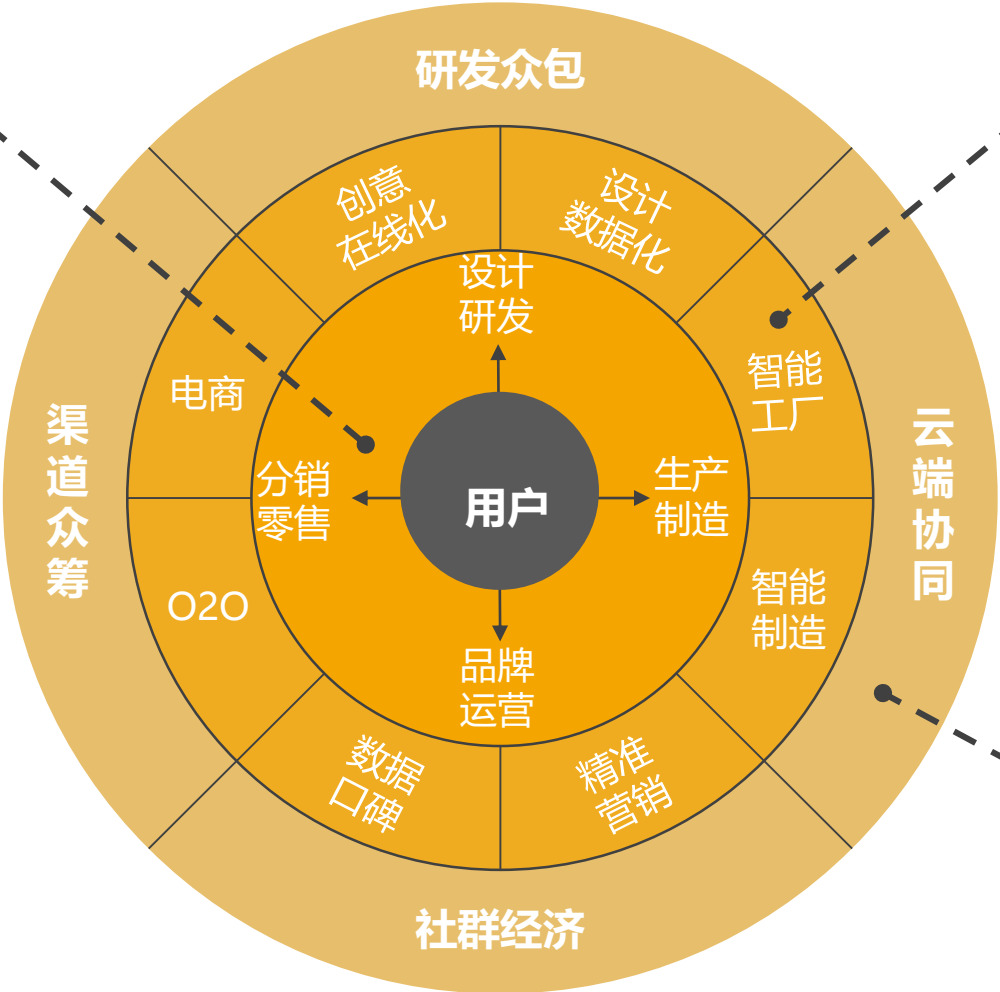 研发众包
创意
在线化
设计
数据化
设计
研发
电商
智能
工厂
渠
道
众
筹
分销
零售
用户
生产
制造
云
端
协
同
O2O
智能
制造
品牌
运营
数据
口碑
精准
营销
社群经济